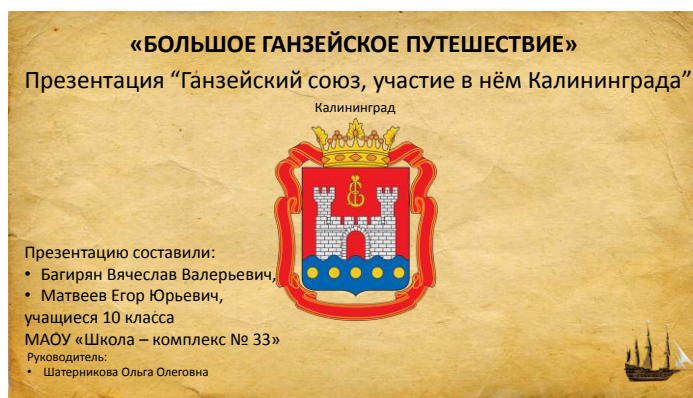 «БОЛЬШОЕ ГАНЗЕЙСКОЕ ПУТЕШЕСТВИЕ»
Презентация “Ганзейский союз, участие в нём Калининграда”
Калининград
Презентацию составили:
• Багирян Вячеслав Валерьевич,
• Матвеев Егор Юрьевич,
учащиеся 10 класса
МАОУ «Школа – комплекс № 33»
Руководитель:
• Шатерникова Ольга Олеговна